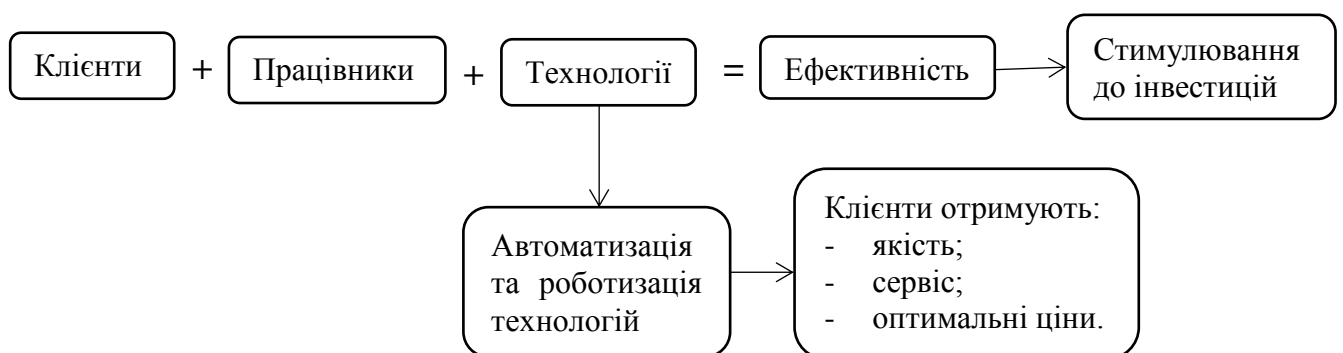 Клієнти + Працівники + Технології = Ефективність
Стимулювання
до інвестицій
Автоматизація
та роботизація
технологій
Клієнти отримують:
- якість;
- сервіс;
- оптимальні ціни.